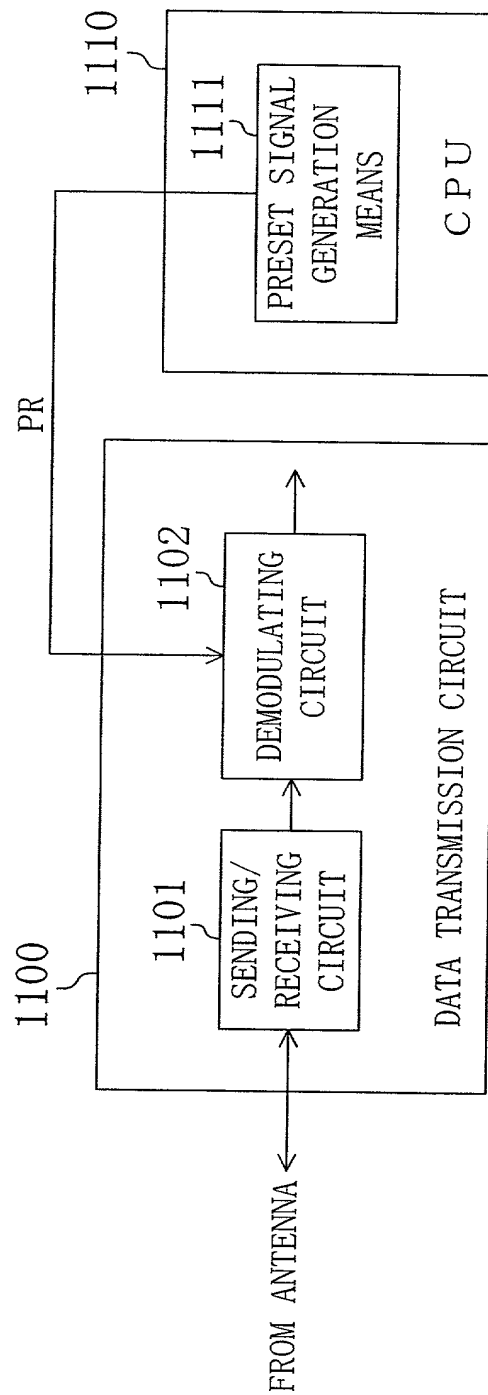 1100
1101
SENDING/
RECEIVING
CIRCUIT
1102
DEMODULATING
CIRCUIT
DATA TRANSMISSION CIRCUIT
FROM ANTENNA
PR
1110
1111
PRESET SIGNAL
GENERATION
MEANS
CPU